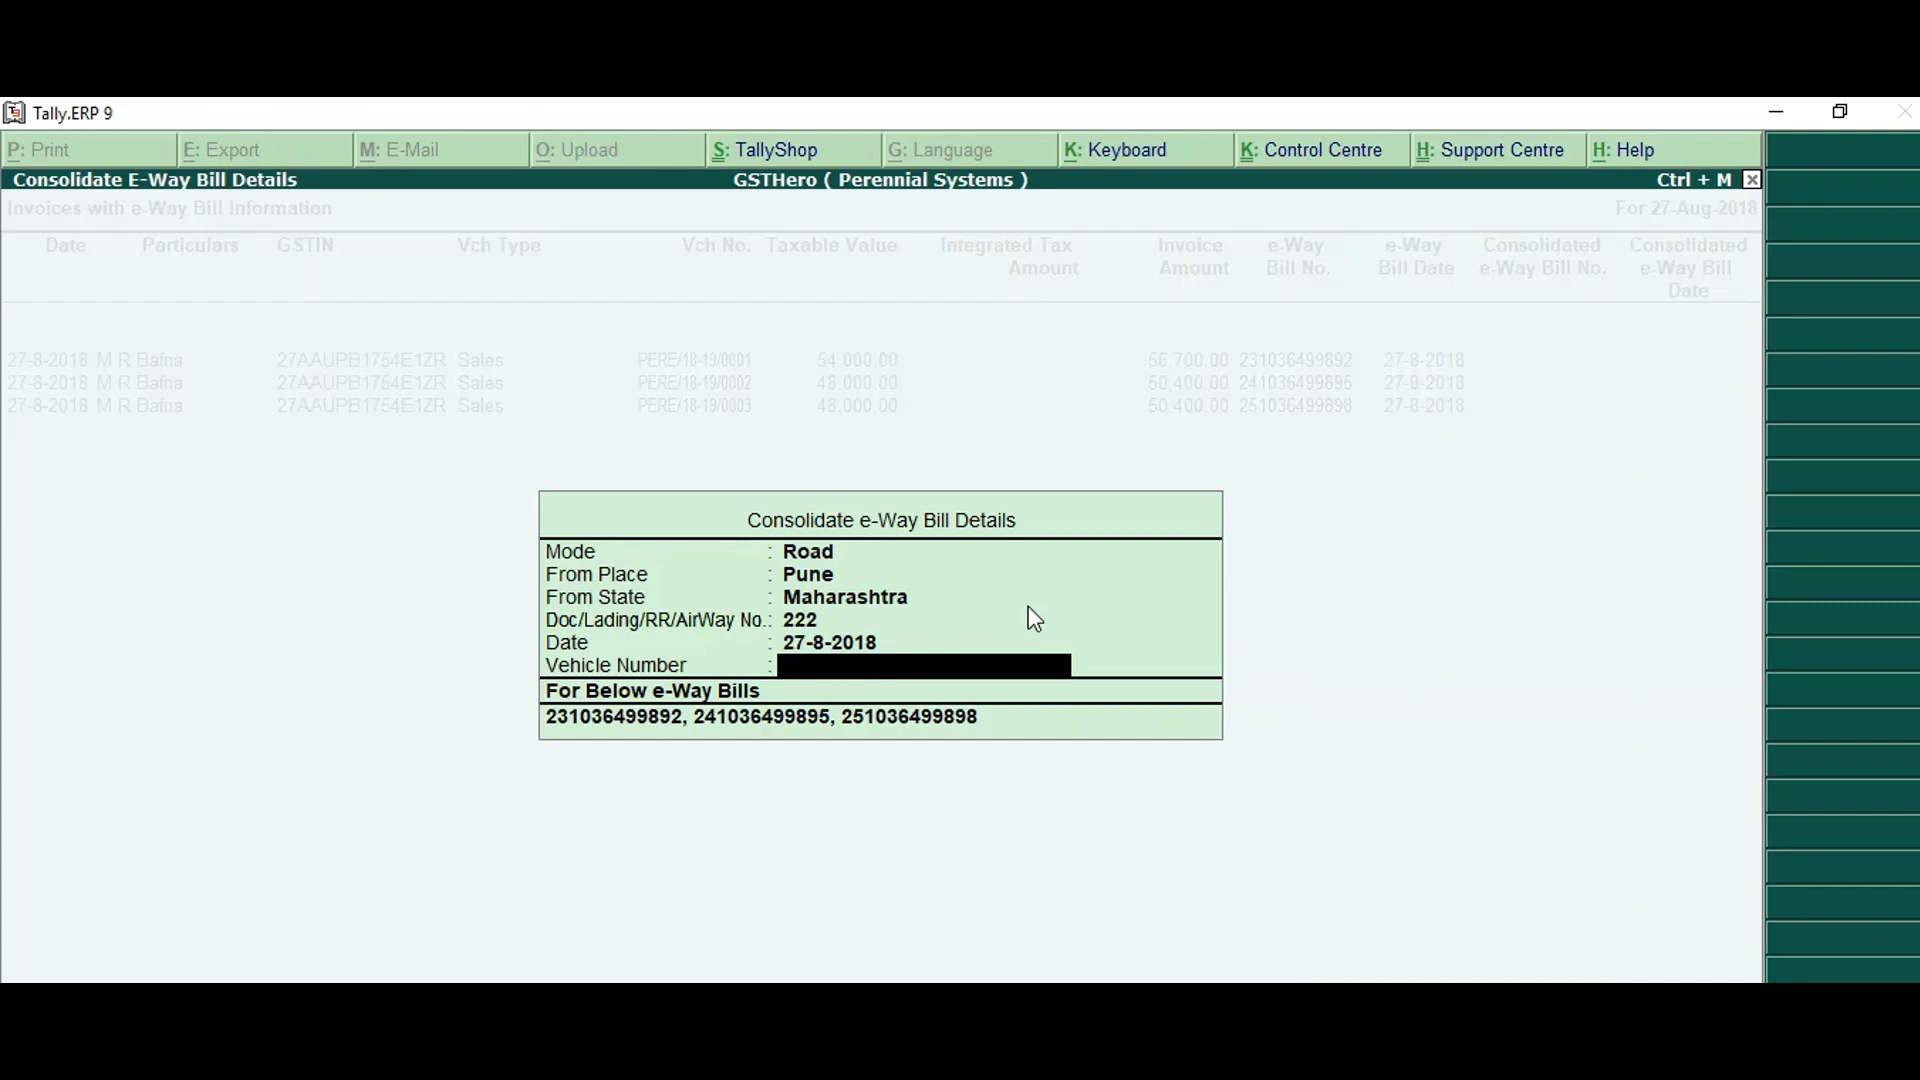 Tally.ERP 9
P: Print E: Export M: E-Mail O: Upload S: TallyShop G: Language K: Keyboard K: Control Centre H: Support Centre H: Help
Consolidate E-Way Bill Details GSTHero ( Perennial Systems ) Ctrl + M
Invoices with e-Way Bill Information For 27-Aug-2018
Date Particulars GSTIN Vch Type Vch No. Taxable Value Integrated Tax Invoice e-Way e-Way Consolidated Consolidated
Amount Amount Bill No. Bill Date e-Way Bill No. e-Way Bill
Date
27-8-2018 M R Bafna 27AAUPB1754E1ZR Sales PERE/18-19/0001 54,000.00 56,700.00 231036499892 27-8-2018
27-8-2018 M R Bafna 27AAUPB1754E1ZR Sales PERE/18-19/0002 48,000.00 50,400.00 241036499895 27-8-2018
27-8-2018 M R Bafna 27AAUPB1754E1ZR Sales PERE/18-19/0003 48,000.00 50,400.00 251036499898 27-8-2018
Consolidate e-Way Bill Details
Mode : Road
From Place : Pune
From State : Maharashtra
Doc/Lading/RR/AirWay No.: 222
Date : 27-8-2018
Vehicle Number :
For Below e-Way Bills
231036499892, 241036499895, 251036499898